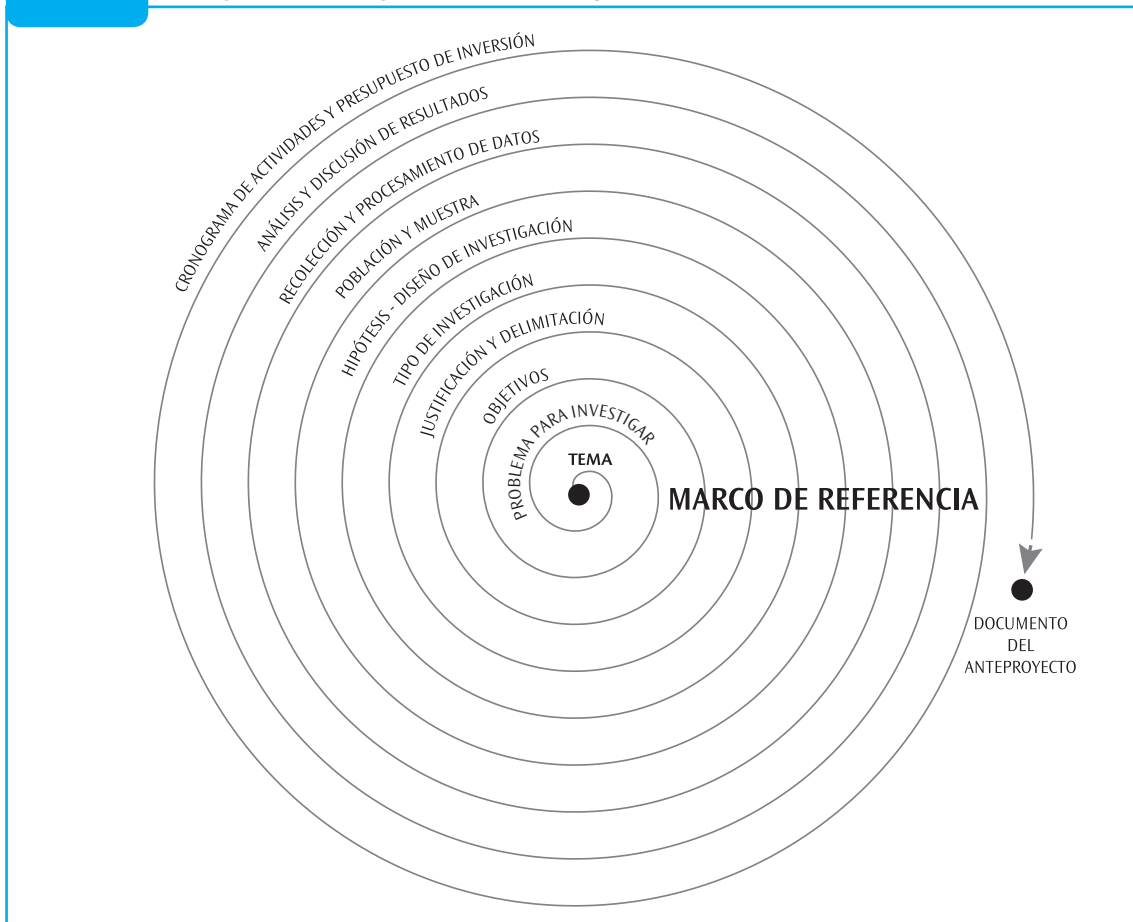 CRONOGRAMA DE ACTIVIDADES Y PRESUPUESTO DE INVERSIÓN
ANÁLISIS Y DISCUSIÓN DE RESULTADOS
RECOLECCIÓN Y PROCESAMIENTO DE DATOS
POBLACIÓN Y MUESTRA
HIPÓTESIS - DISEÑO DE INVESTIGACIÓN
TIPO DE INVESTIGACIÓN
JUSTIFICACIÓN Y DELIMITACIÓN
OBJETIVOS
PROBLEMA PARA INVESTIGAR
TEMA
MARCO DE REFERENCIA
DOCUMENTO
DEL
ANTEPROYECTO